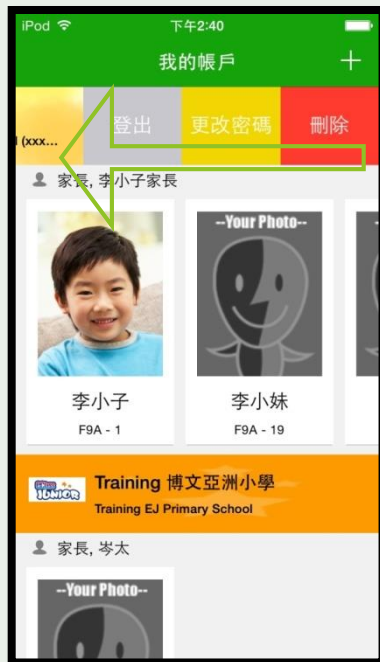 iPod 下午2:40
我的帳戶 +
l (xxx... 登出 更改密碼 刪除
家長, 李小子家長
--Your Photo--
李小子 李小妹
F9A - 1 F9A - 19
JUNIOR Training 博文亞洲小學
Training EJ Primary School
家長, 岑太
--Your Photo--